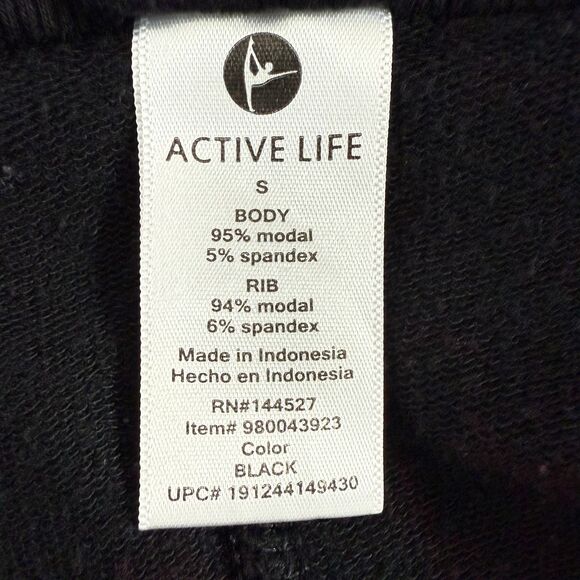 ACTIVE LIFE
S
BODY
95% modal
5% spandex
RIB
94% modal
6% spandex
Made in Indonesia
Hecho en Indonesia
RN#144527
Item# 980043923
Color
BLACK
UPC# 191244149430